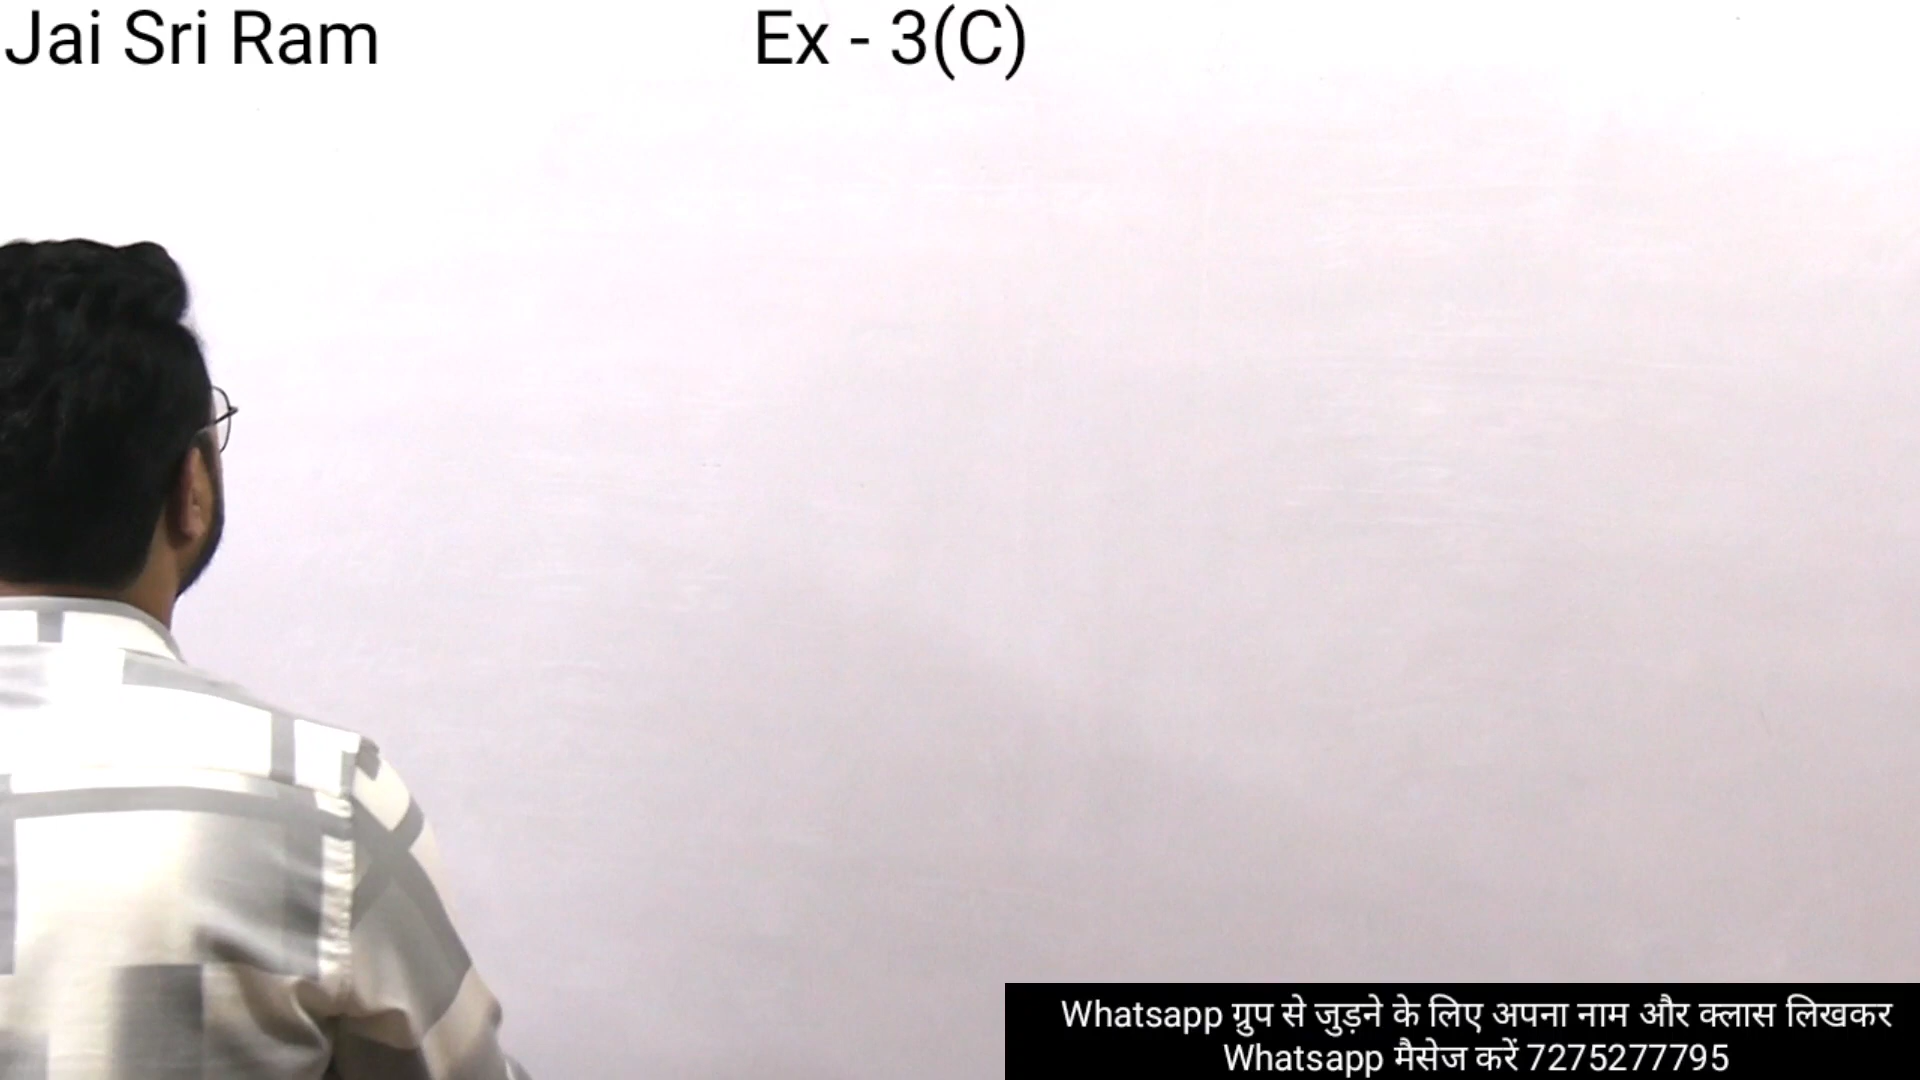 Jai Sri Ram Ex - 3(C)
Whatsapp ग्रुप से जुड़ने के लिए अपना नाम और क्लास लिखकर
Whatsapp मैसेज करें 7275277795